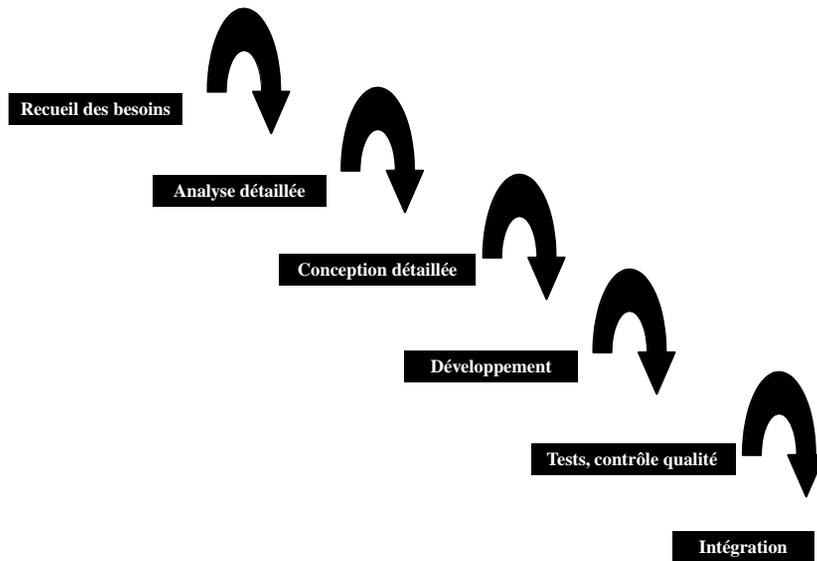 Recueil des besoins
Analyse détaillée
Conception détaillée
Développement
Tests, contrôle qualité
Intégration